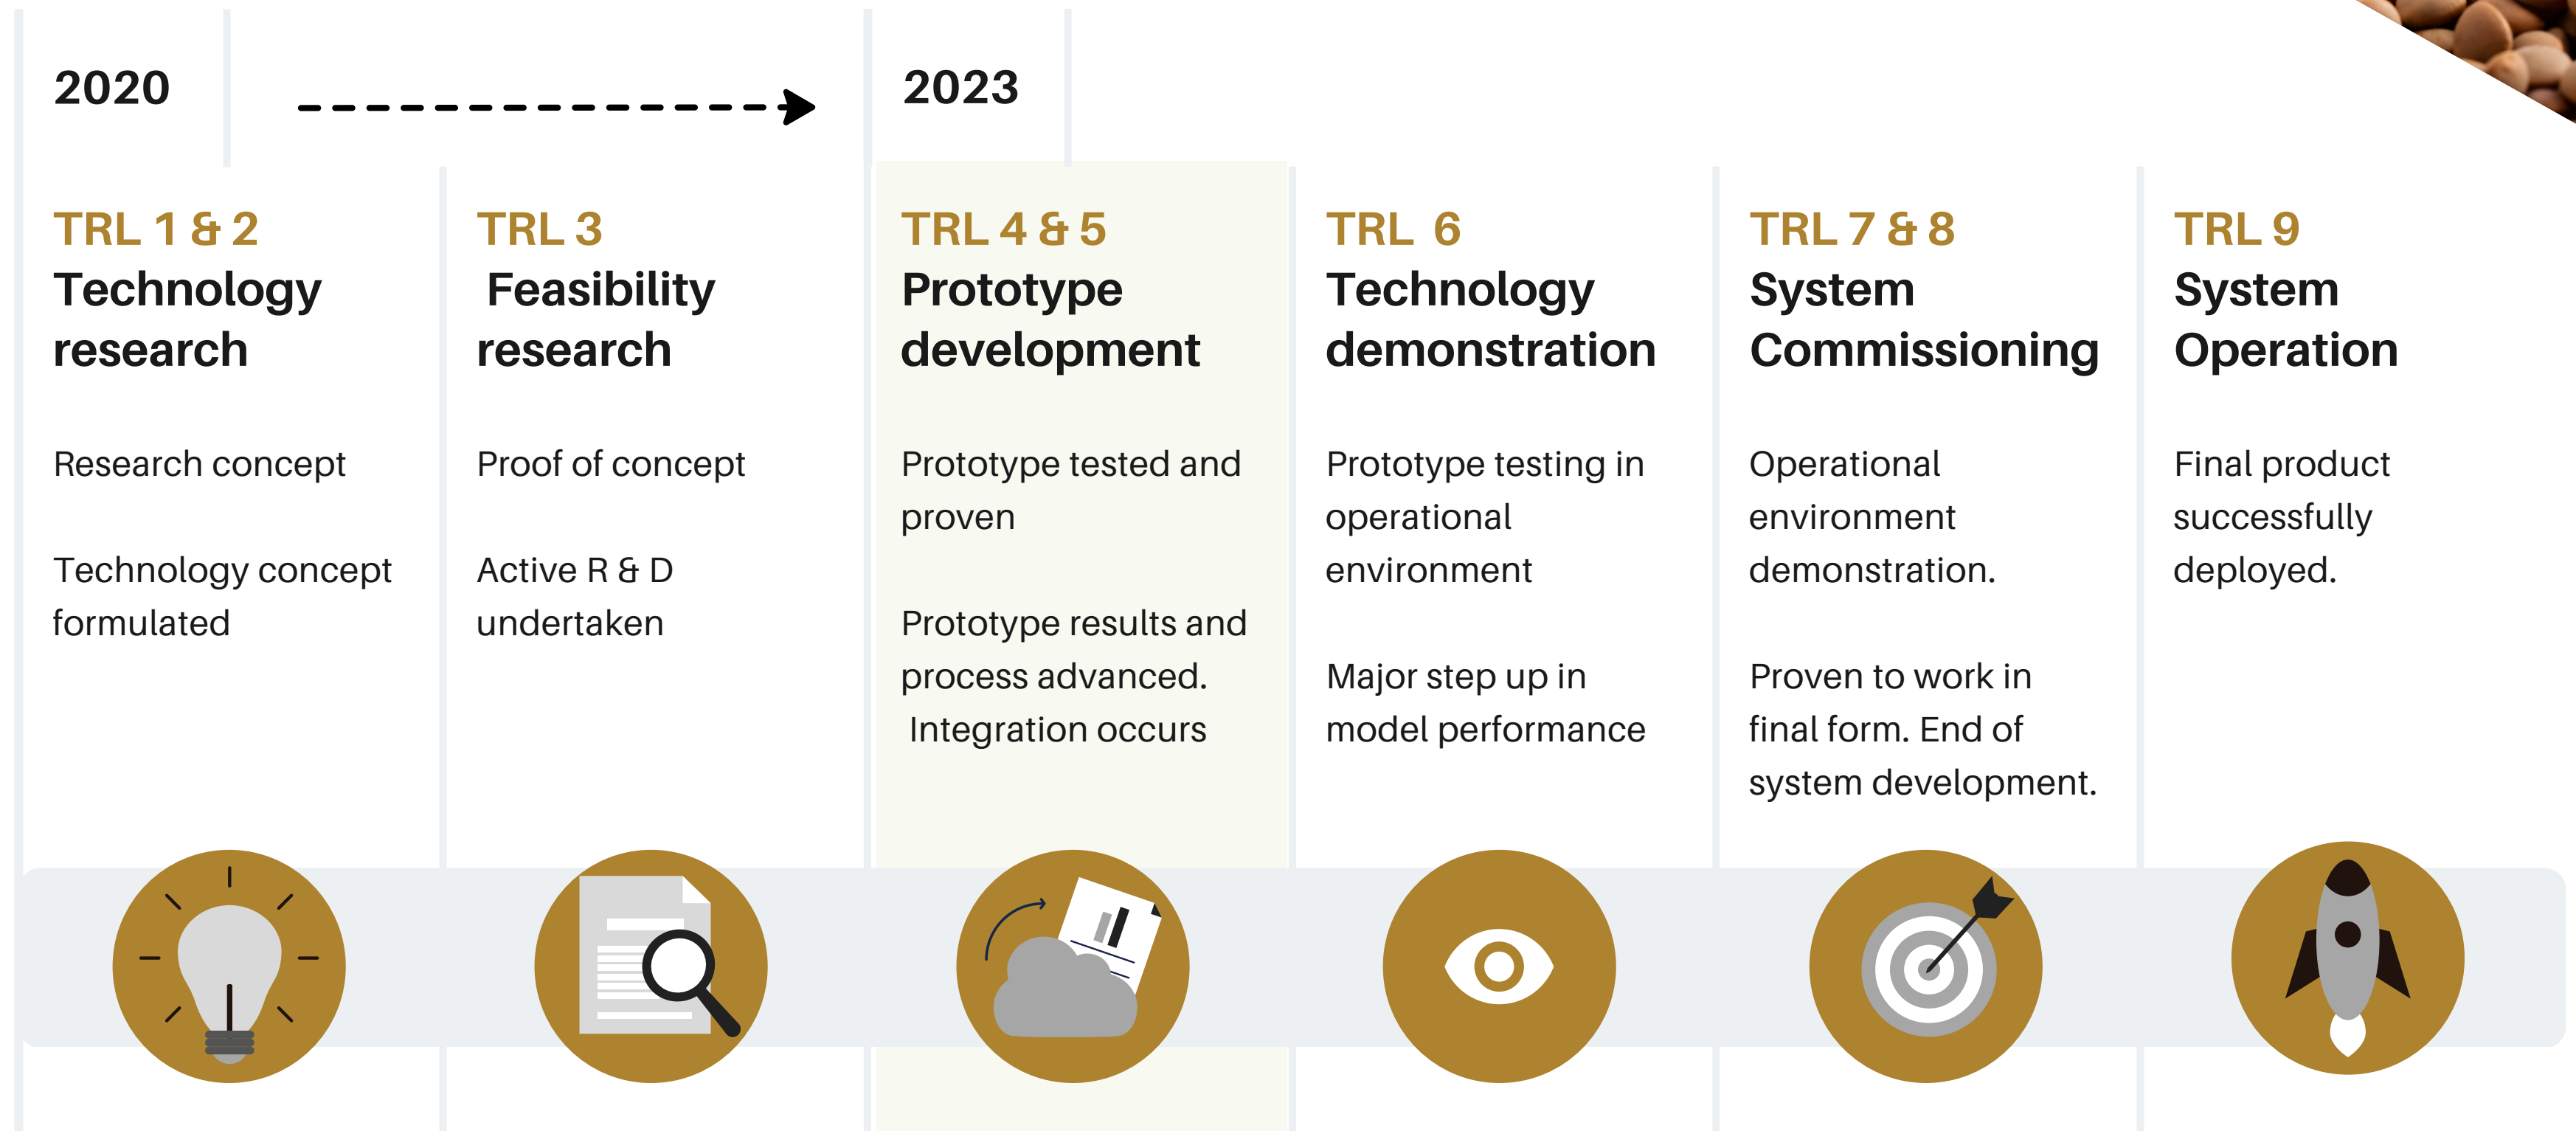 2020
2023
TRL 1 & 2
Technology
research
Research concept
Technology concept
formulated
TRL 3
Feasibility
research
Proof of concept
Active R & D
undertaken
TRL 4 & 5
Prototype
development
Prototype tested and
proven
Prototype results and
process advanced.
Integration occurs
TRL 6
Technology
demonstration
Prototype testing in
operational
environment
Major step up in
model performance
TRL 7 & 8
System
Commissioning
Operational
environment
demonstration.
Proven to work in
final form. End of
system development.
TRL 9
System
Operation
Final product
successfully
deployed.